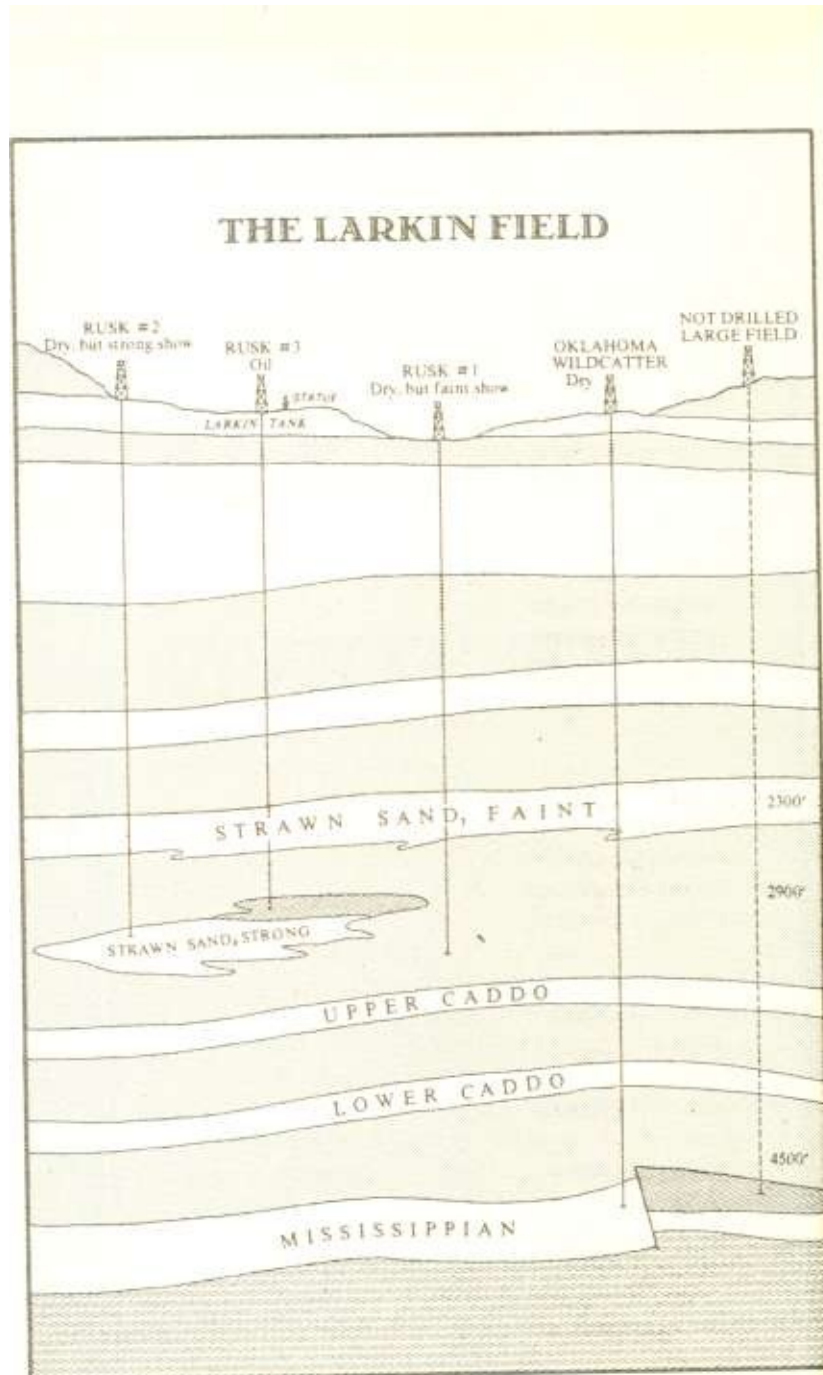 THE LARKIN FIELD
RUSK #2
Dry, but strong show
RUSK #3
Oil
STATUE
LARKIN TANK
RUSK #1
Dry, but faint show
OKLAHOMA
WILDCATTER
Dry
NOT DRILLED
LARGE FIELD
STRAWN SAND, FAINT
2300'
2900'
STRAWN SAND, STRONG
UPPER CADDO
LOWER CADDO
4500'
MISSISSIPPIAN